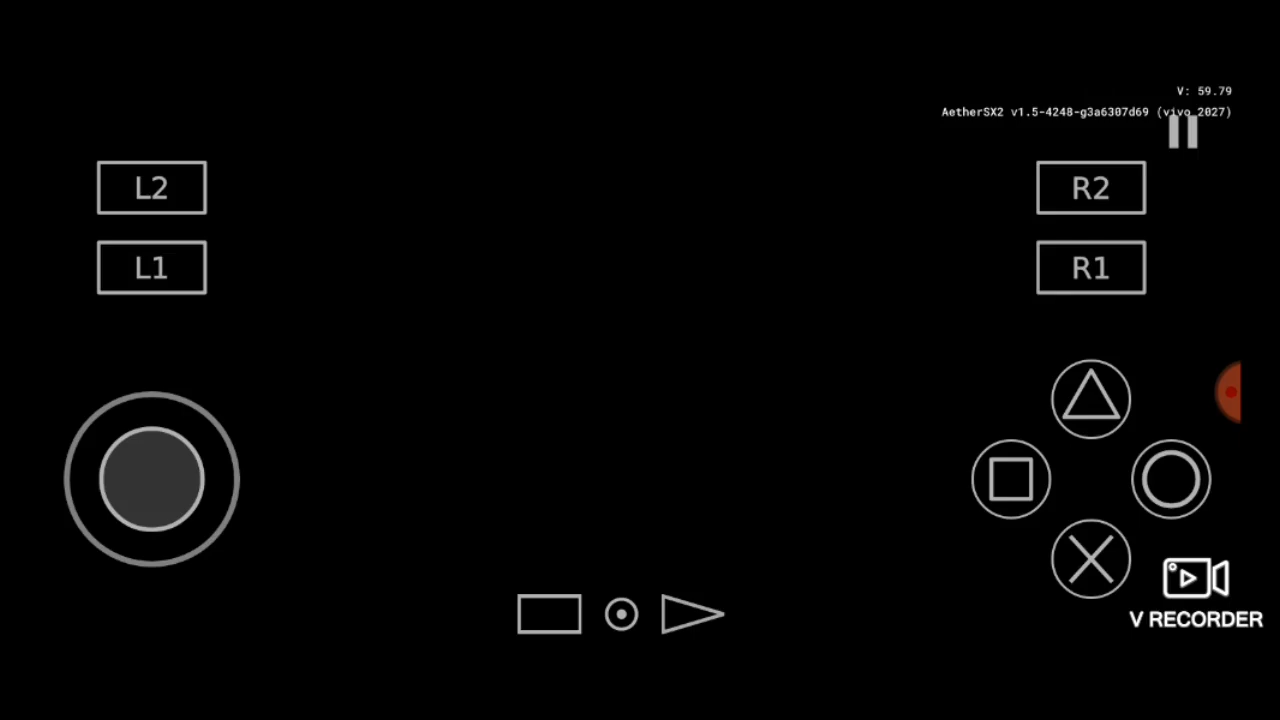 V: 59.79
AetherSX2 v1.5-4248-g3a6307d69 (vivo 2027)
L2
R2
L1
R1
V RECORDER